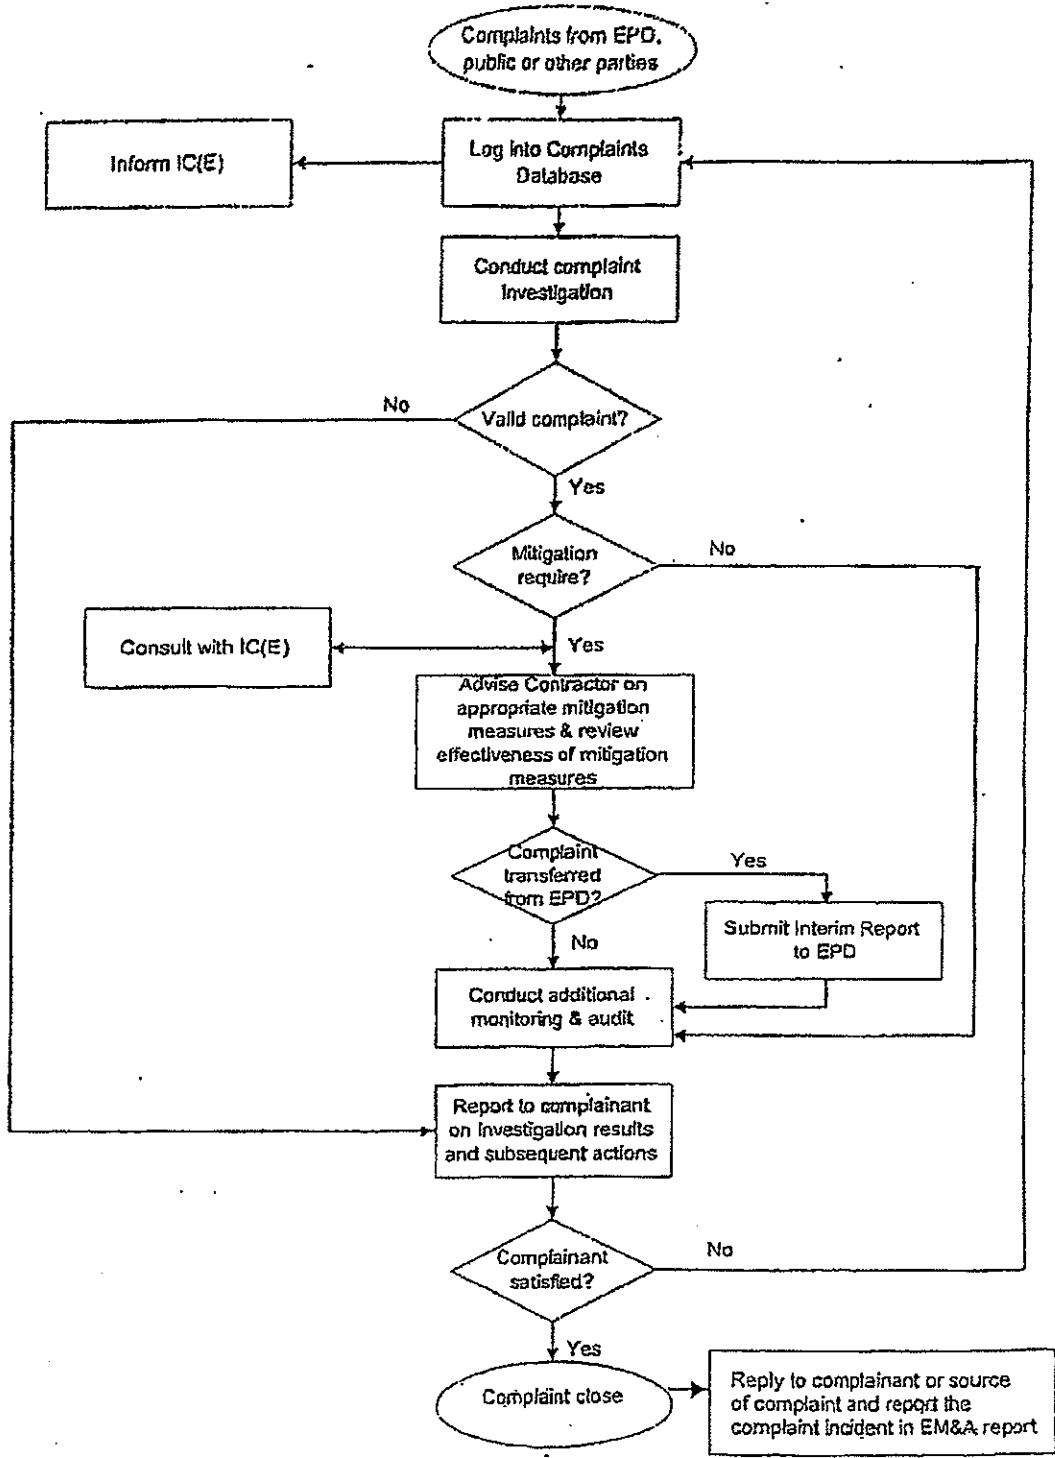 Complaints from EPD,
public or other parties
Inform IC(E)
Log into Complaints
Database
Conduct complaint
Investigation
No
Valid complaint?
Yes
Mitigation
require?
No
Consult with IC(E)
Yes
Advise Contractor on
appropriate mitigation
measures & review
effectiveness of mitigation
measures
Complaint
transferred
from EPD?
Yes
Submit Interim Report
to EPD
No
Conduct additional
monitoring & audit
Report to complainant
on investigation results
and subsequent actions
Complainant
satisfied?
No
Yes
Complaint close
Reply to complainant or source
of complaint and report the
complaint incident in EM&A report